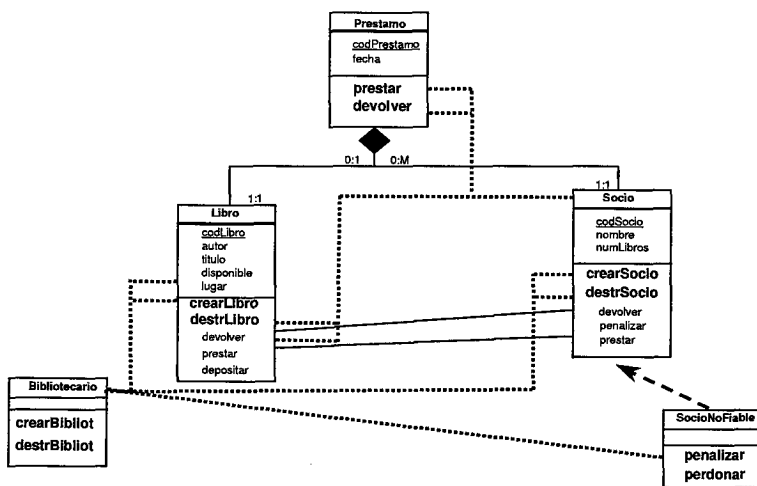 Prestamo
codPrestamo
fecha
prestar
devolver
0:1 0:M
1:1
1:1
Libro
codLibro
autor
titulo
disponible
lugar
crearLibro
destrLibro
devolver
prestar
depositar
Socio
codSocio
nombre
numLibros
crearSocio
destrSocio
devolver
penalizar
prestar
Bibliotecario
crearBibliot
destrBibliot
SocioNoFiable
penalizar
perdonar